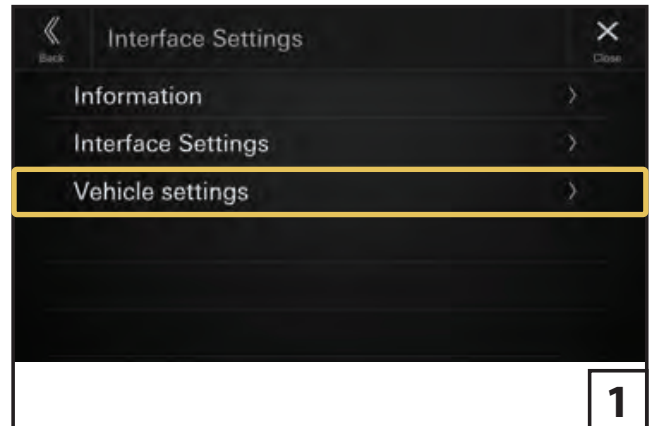 Back
Interface Settings
Close
Information
Interface Settings
Vehicle settings
1